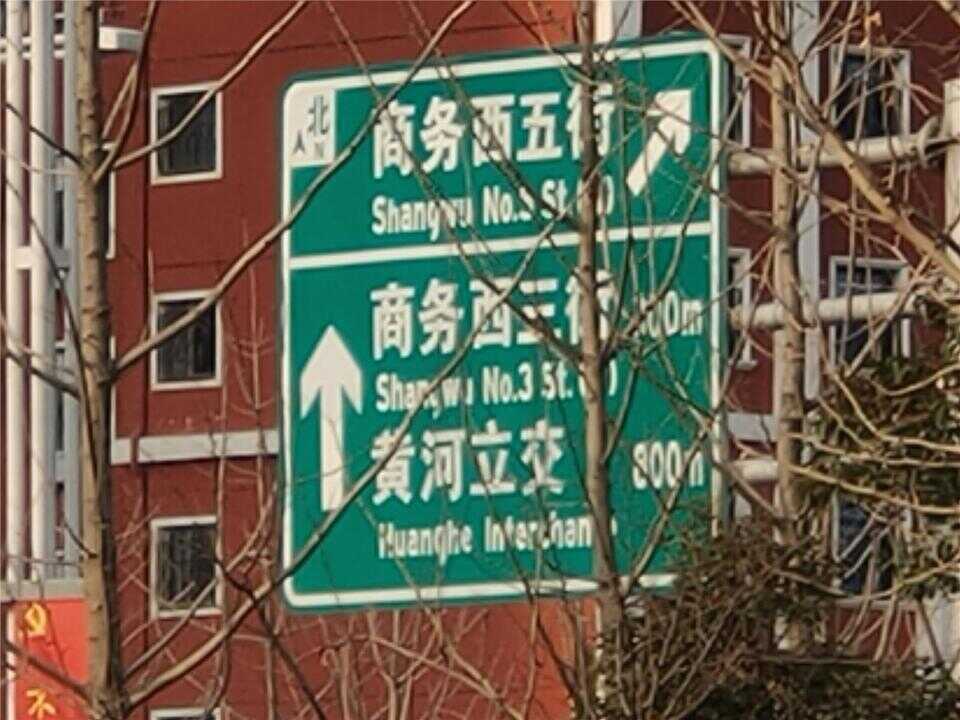 北
商务西五街
Shangwu No.5 St.
商务西三街
Shangwu No.3 St.
黄河立交 800m
Huanghe Interchange